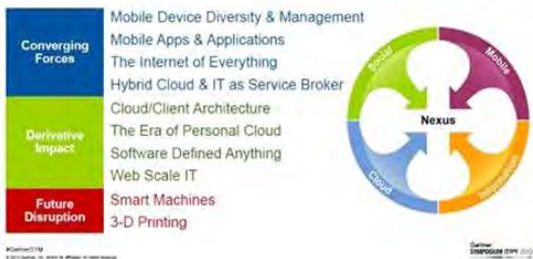 Converging
Forces
Mobile Device Diversity & Management
Mobile Apps & Applications
The Internet of Everything
Hybrid Cloud & IT as Service Broker
Derivative
Impact
Cloud/Client Architecture
The Era of Personal Cloud
Software Defined Anything
Web Scale IT
Future
Disruption
Smart Machines
3-D Printing
Social
Mobile
Nexus
Cloud
Information
#GartnerSYM
Gartner
SYMPOSIUM ITXPO